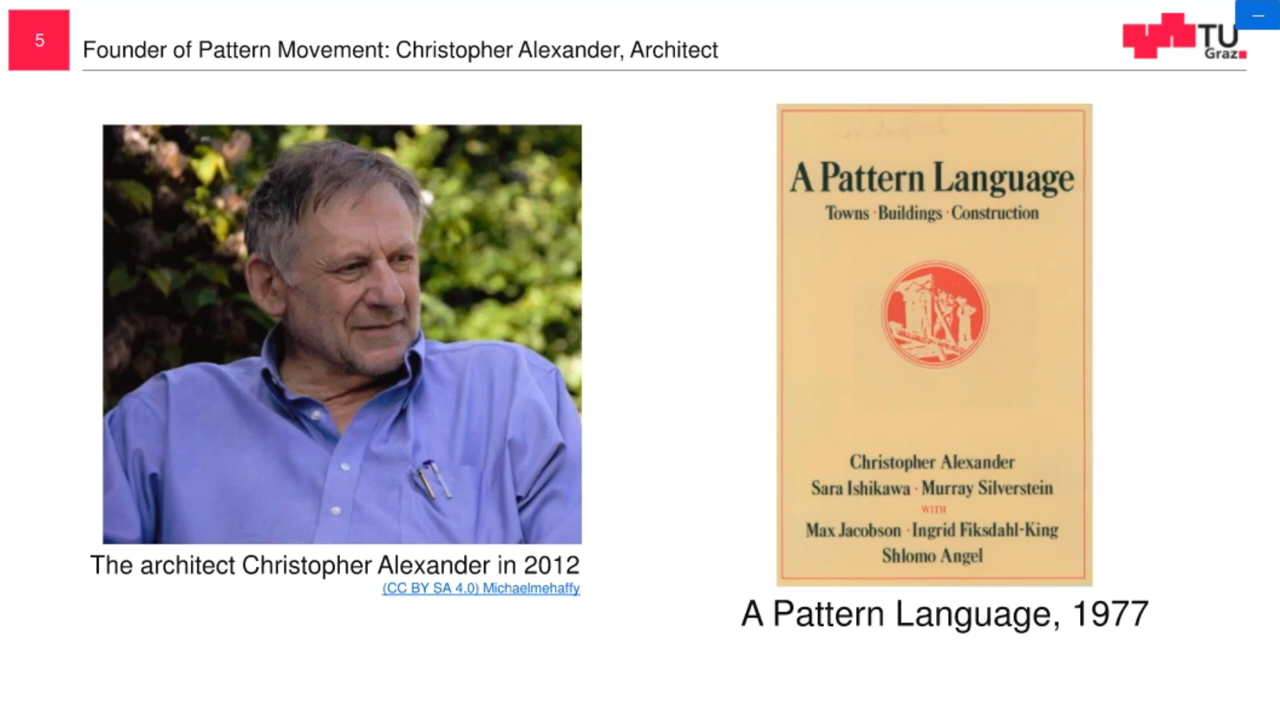 5
Founder of Pattern Movement: Christopher Alexander, Architect
TU
Graz
The architect Christopher Alexander in 2012
(CC BY SA 4.0) Michaelmehaffy
A Pattern Language
Towns · Buildings · Construction
Christopher Alexander
Sara Ishikawa · Murray Silverstein
WITH
Max Jacobson · Ingrid Fiksdahl-King
Shlomo Angel
A Pattern Language, 1977